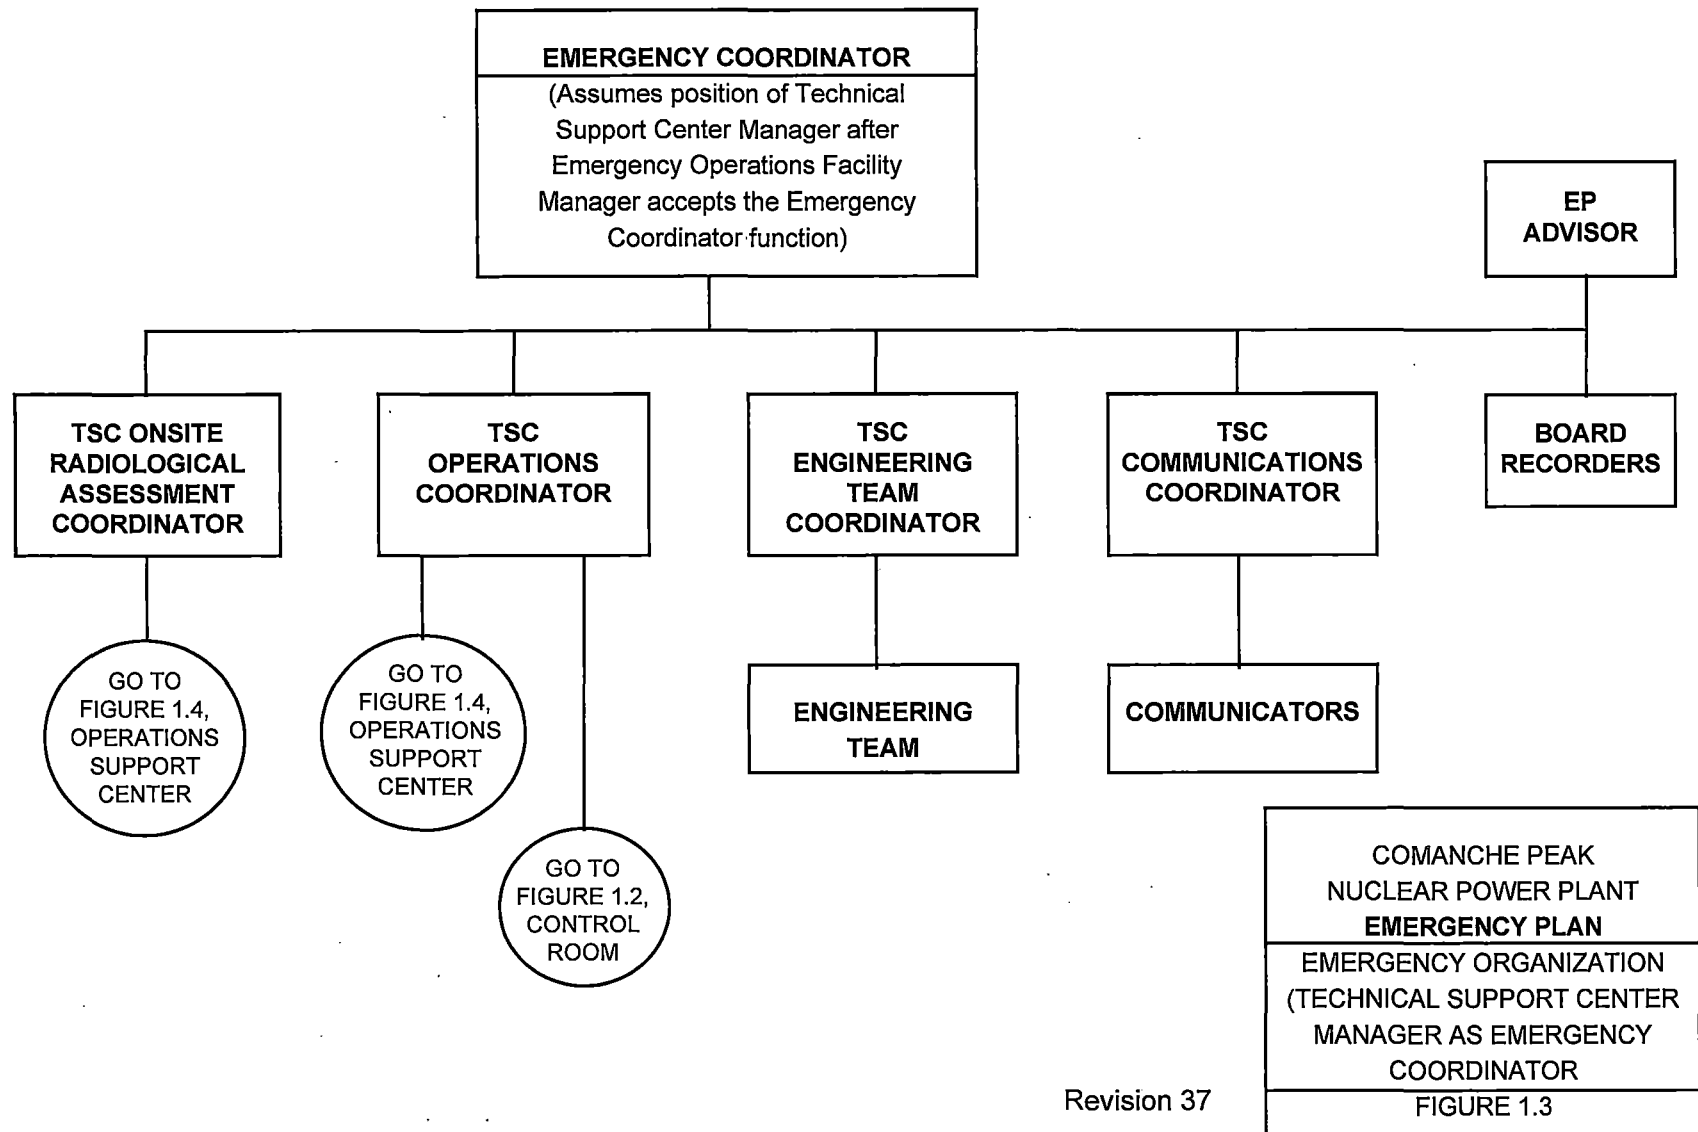 EMERGENCY COORDINATOR
(Assumes position of Technical
Support Center Manager after
Emergency Operations Facility
Manager accepts the Emergency
Coordinator function)
EP
ADVISOR
TSC ONSITE
RADIOLOGICAL
ASSESSMENT
COORDINATOR
TSC
OPERATIONS
COORDINATOR
TSC
ENGINEERING
TEAM
COORDINATOR
TSC
COMMUNICATIONS
COORDINATOR
BOARD
RECORDERS
GO TO
FIGURE 1.4,
OPERATIONS
SUPPORT
CENTER
GO TO
FIGURE 1.4,
OPERATIONS
SUPPORT
CENTER
GO TO
FIGURE 1.2,
CONTROL
ROOM
ENGINEERING
TEAM
COMMUNICATORS
COMANCHE PEAK
NUCLEAR POWER PLANT
EMERGENCY PLAN
EMERGENCY ORGANIZATION
(TECHNICAL SUPPORT CENTER
MANAGER AS EMERGENCY
COORDINATOR
FIGURE 1.3
Revision 37